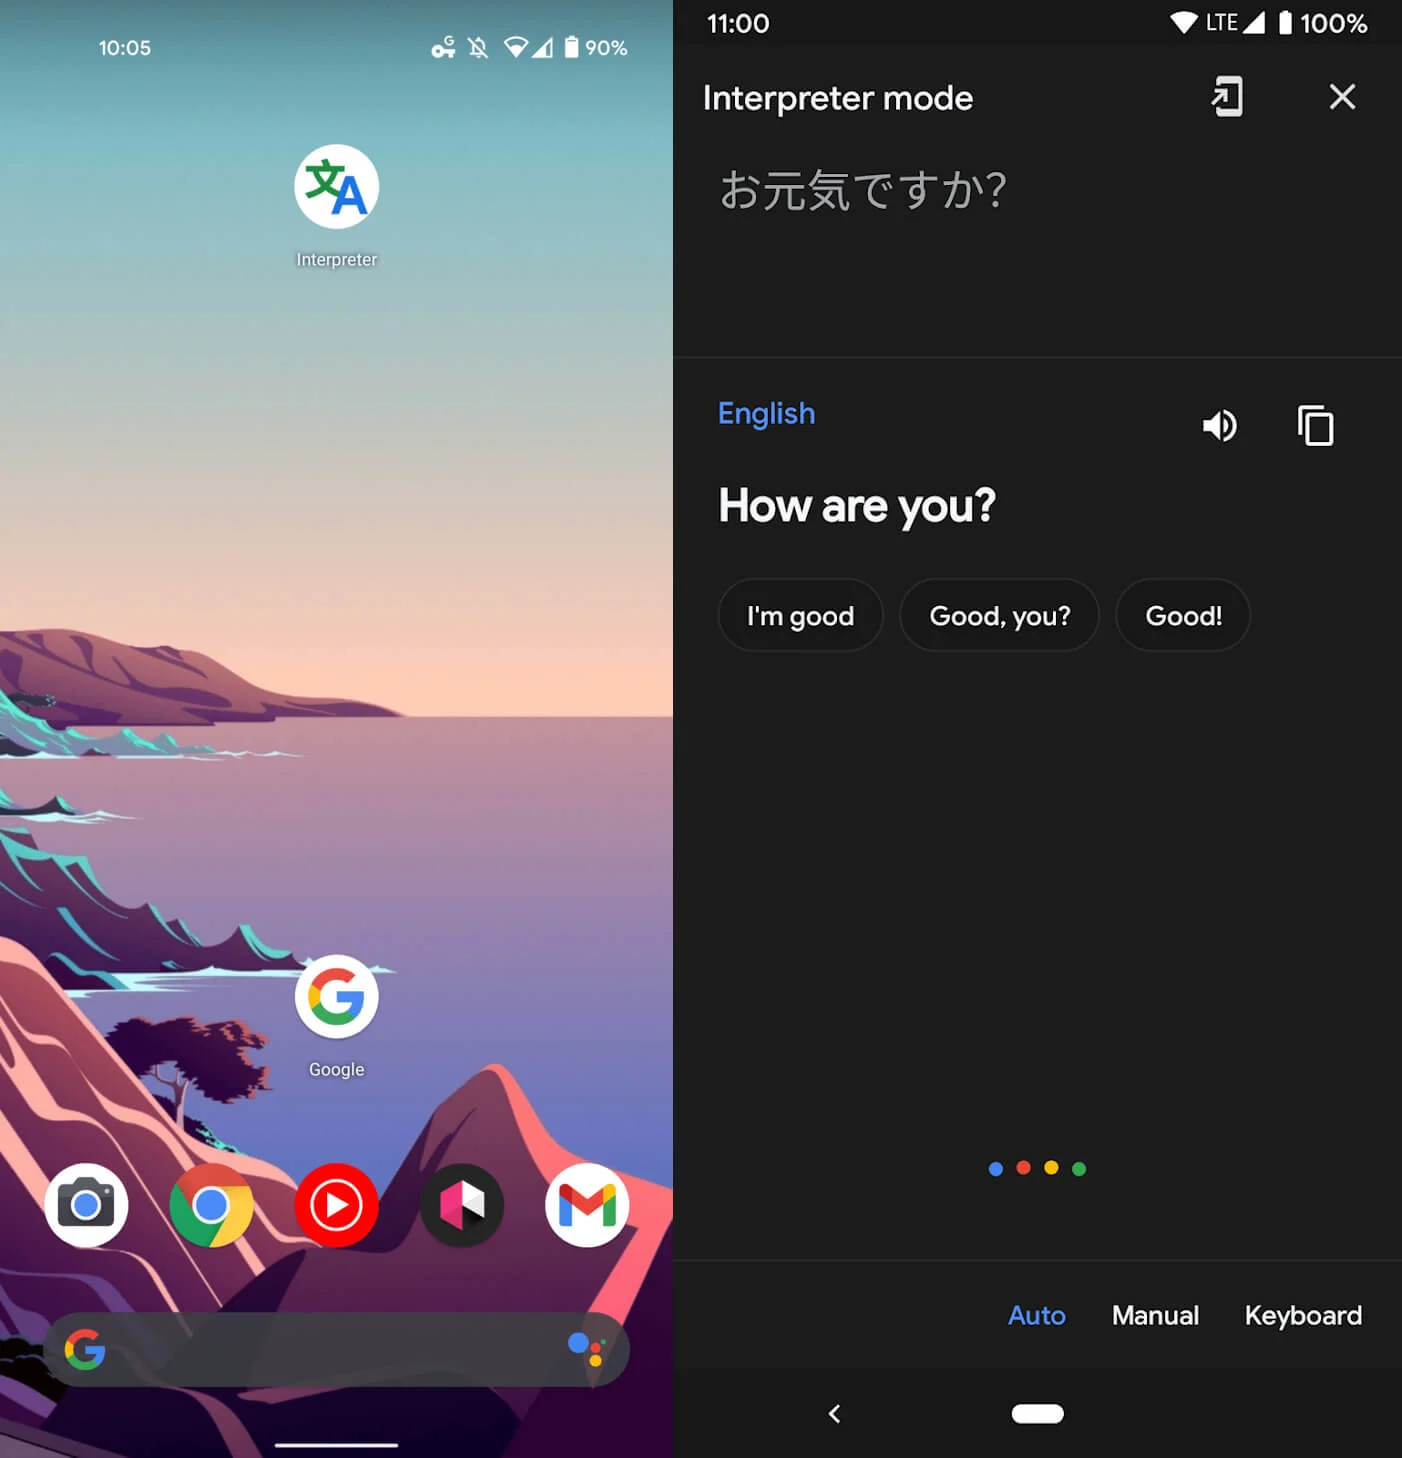 10:05
90%
Interpreter
Google
11:00
LTE
100%
Interpreter mode
お元気ですか?
English
How are you?
I'm good
Good, you?
Good!
Auto
Manual
Keyboard